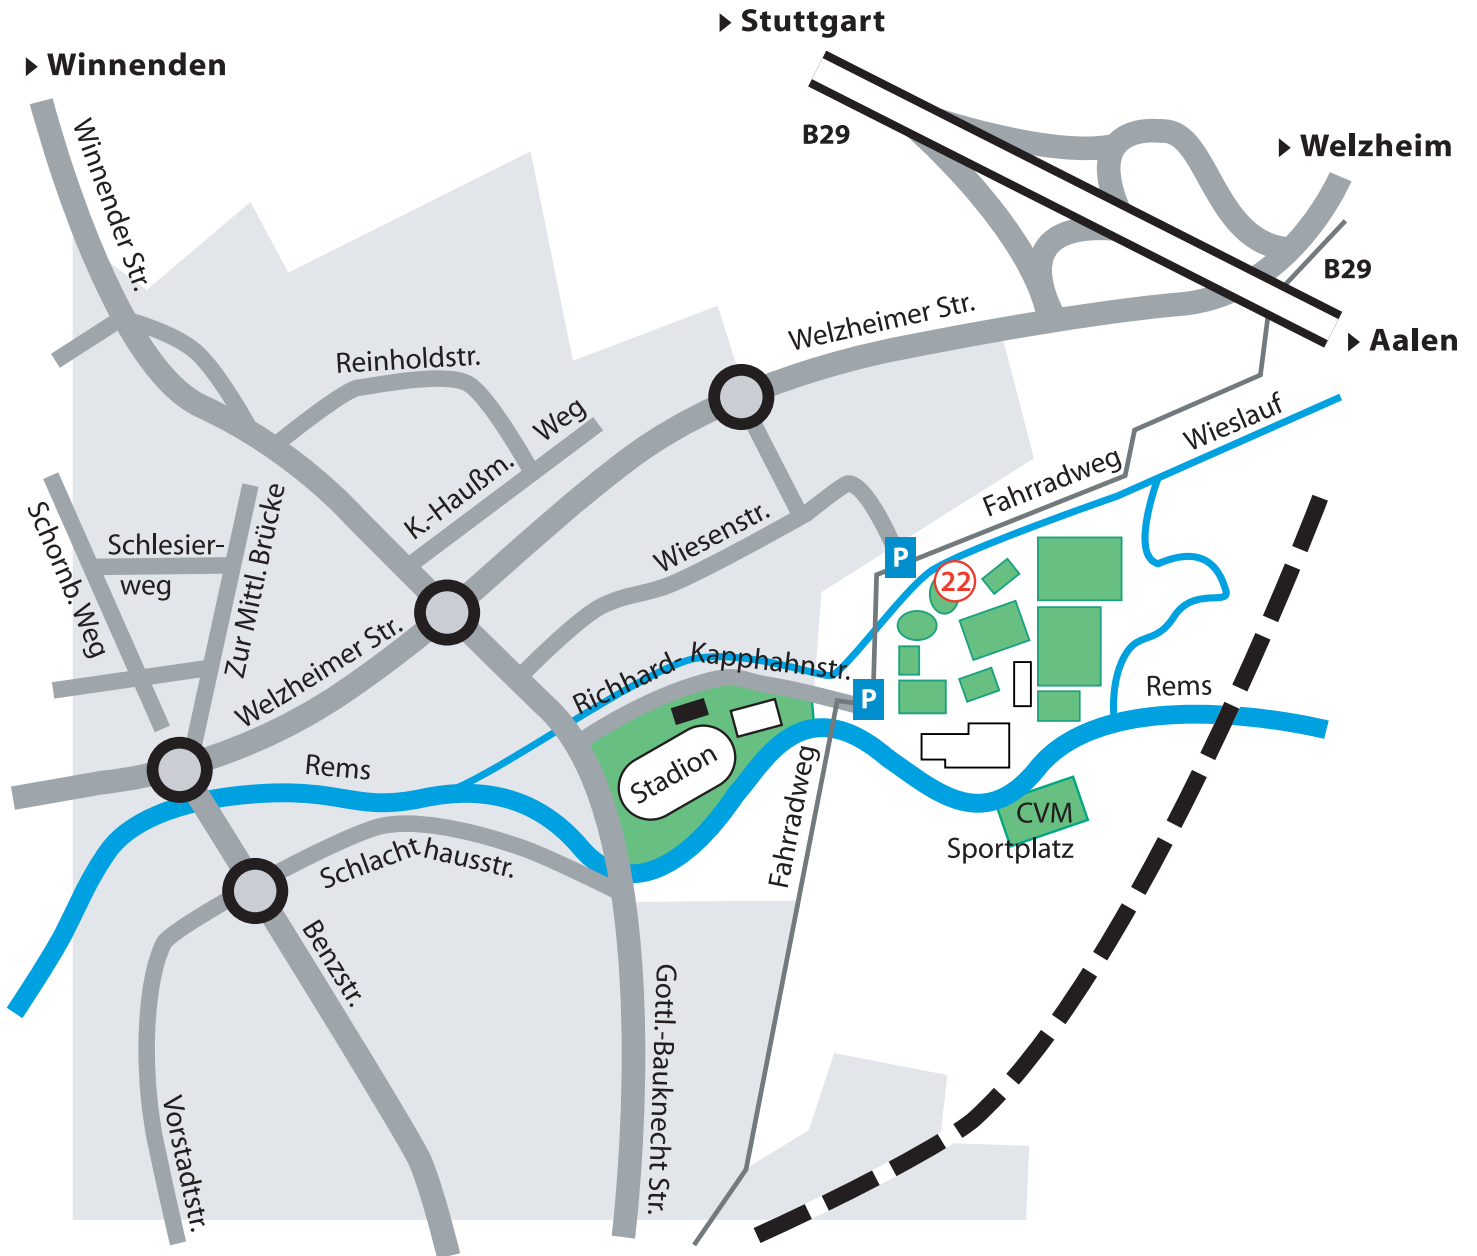 Stuttgart
Winnenden
B29
Welzheim
Winnender Str.
B29
Welzheimer Str.
Aalen
Reinholdstr.
K.-Haußm. Weg
Wieslauf
Fahrradweg
Schornb. Weg
Schlesier-
weg
Zur Mittl. Brücke
Wiesenstr.
P
22
Welzheimer Str.
Richhard- Kapphahnstr.
P
Rems
Rems
Stadion
Fahrradweg
CVM
Sportplatz
Schlacht hausstr.
Benzstr.
Gottl.-Bauknecht Str.
Vorstadtstr.